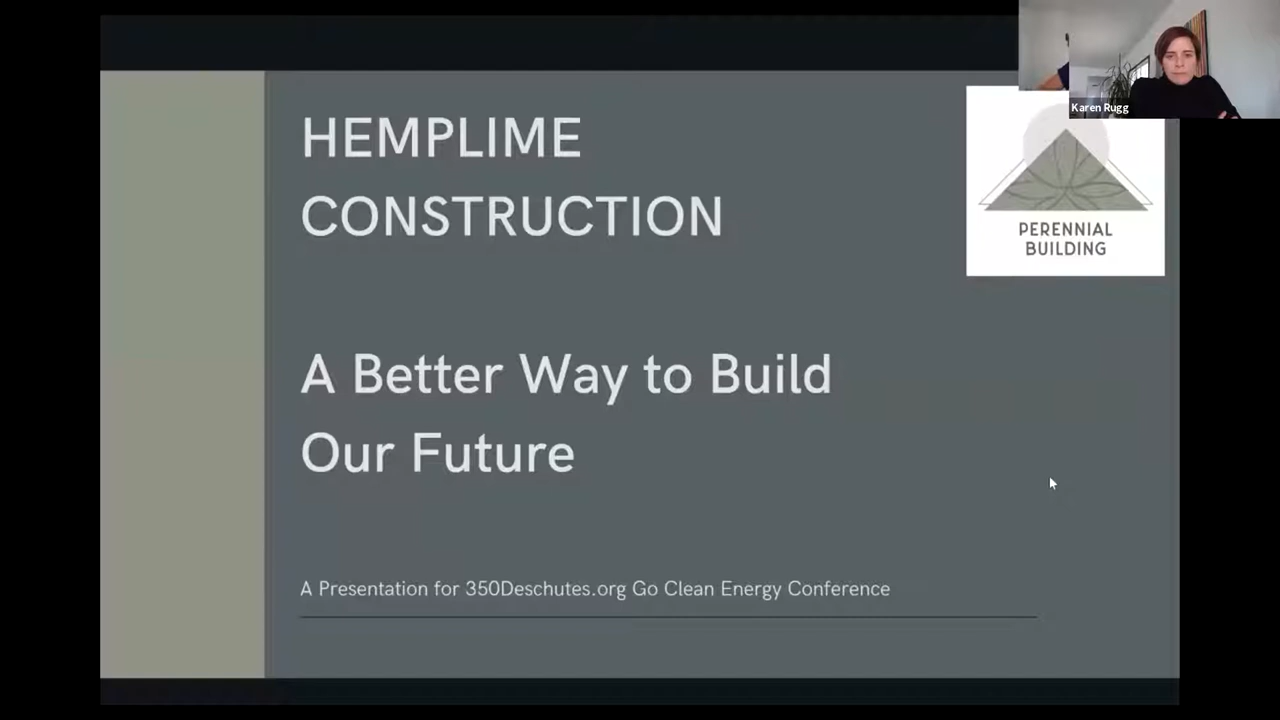 Karen Rugg
HEMPLIME
CONSTRUCTION
PERENNIAL
BUILDING
A Better Way to Build
Our Future
A Presentation for 350Deschutes.org Go Clean Energy Conference